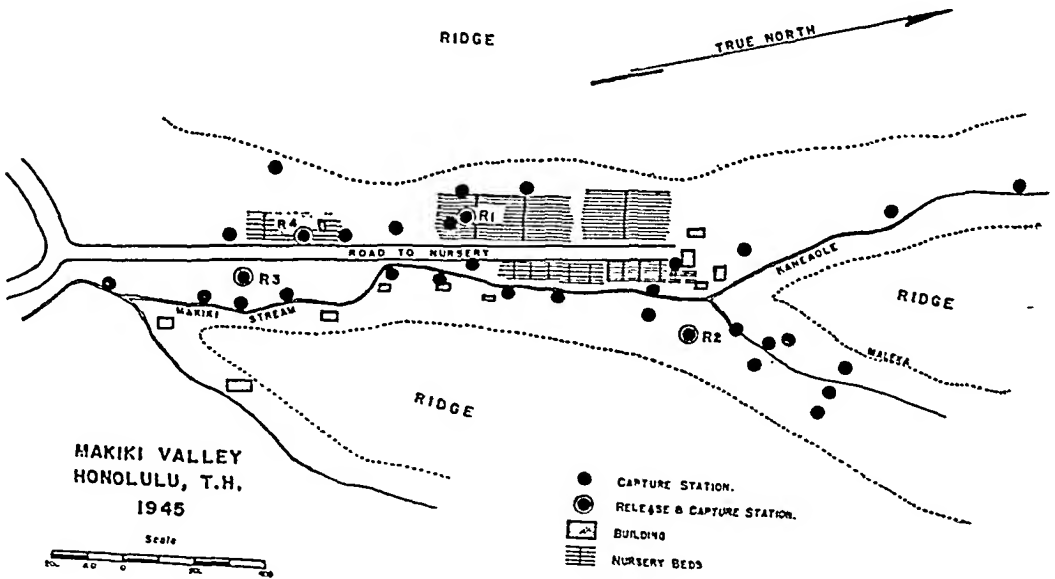 RIDGE
TRUE NORTH
R1
R4
ROAD TO NURSERY
KANEAOLE
R3
RIDGE
MAKIKI STREAM
R2
MALEKA
RIDGE
MAKIKI VALLEY
HONOLULU, T.H.
1945
Scale
0
CAPTURE STATION.
RELEASE & CAPTURE STATION.
BUILDING
NURSERY BEDS